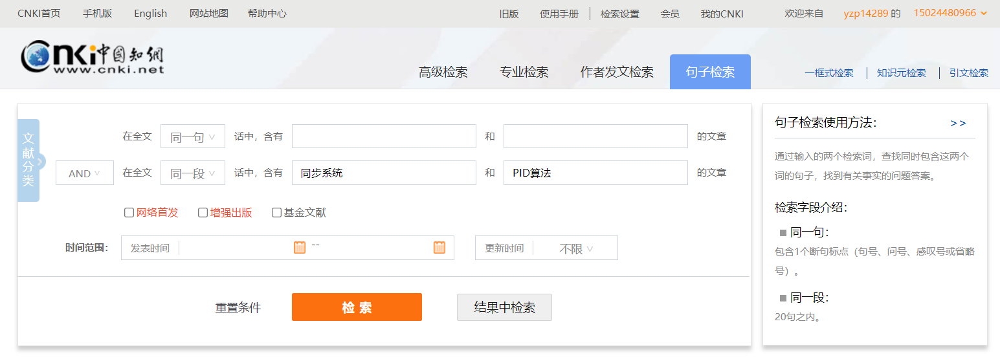 CNKI首页 手机版 English 网站地图 帮助中心 旧版 使用手册 检索设置 会员 我的CNKI 欢迎来自 yzp14289 的 15024480966
Cnki中国知網
www.cnki.net
高级检索 专业检索 作者发文检索 句子检索 一框式检索 知识元检索 引文检索
文献分类
在全文 同一句 话中，含有 和 的文章
AND 在全文 同一段 话中，含有 同步系统 和 PID算法 的文章
网络首发 增强出版 基金文献
时间范围： 发表时间 -- 更新时间 不限
重置条件 检索 结果中检索
句子检索使用方法： >>
通过输入的两个检索词，查找同时包含这两个
词的句子，找到有关事实的问题答案。
检索字段介绍：
同一句：
包含1个断句标点（句号、问号、感叹号或省略
号）。
同一段：
20句之内。